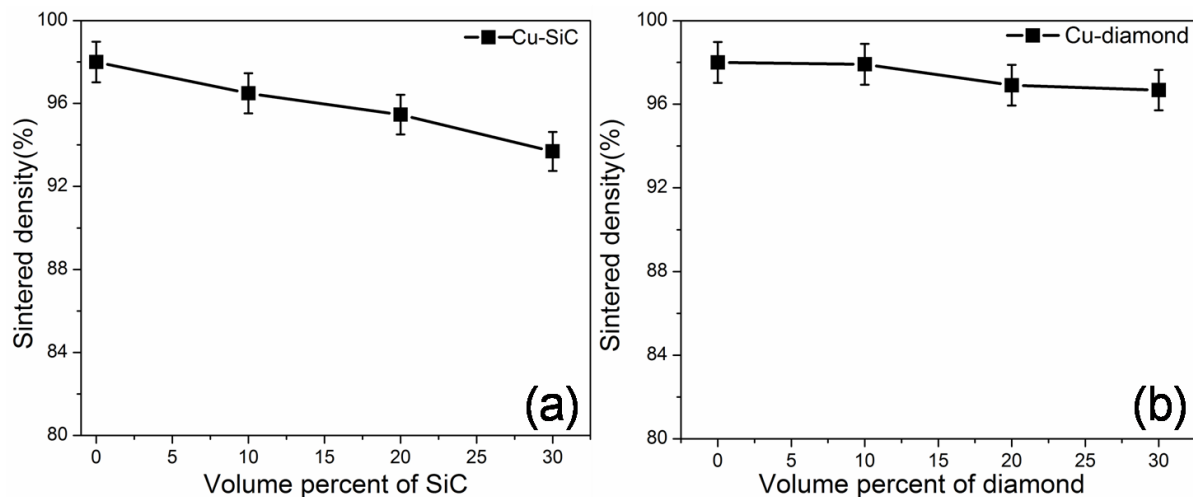 Cu-SiC
Sintered density(%)
100
96
92
88
84
80
0 5 10 15 20 25 30
Volume percent of SiC
(a)
Cu-diamond
Sintered density(%)
100
96
92
88
84
80
0 5 10 15 20 25 30
Volume percent of diamond
(b)